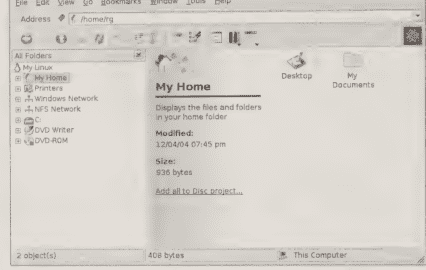 File Edit View Go Bookmarks Window Tools Help
Address /home/rg
All Folders
My Linux
My Home
Printers
Windows Network
NFS Network
C:
DVD Writer
DVD-ROM
My Home
Displays the files and folders
in your home folder
Modified:
12/04/04 07:45 pm
Size:
936 bytes
Add all to Disc project...
Desktop
My
Documents
2 object(s)
408 bytes
This Computer